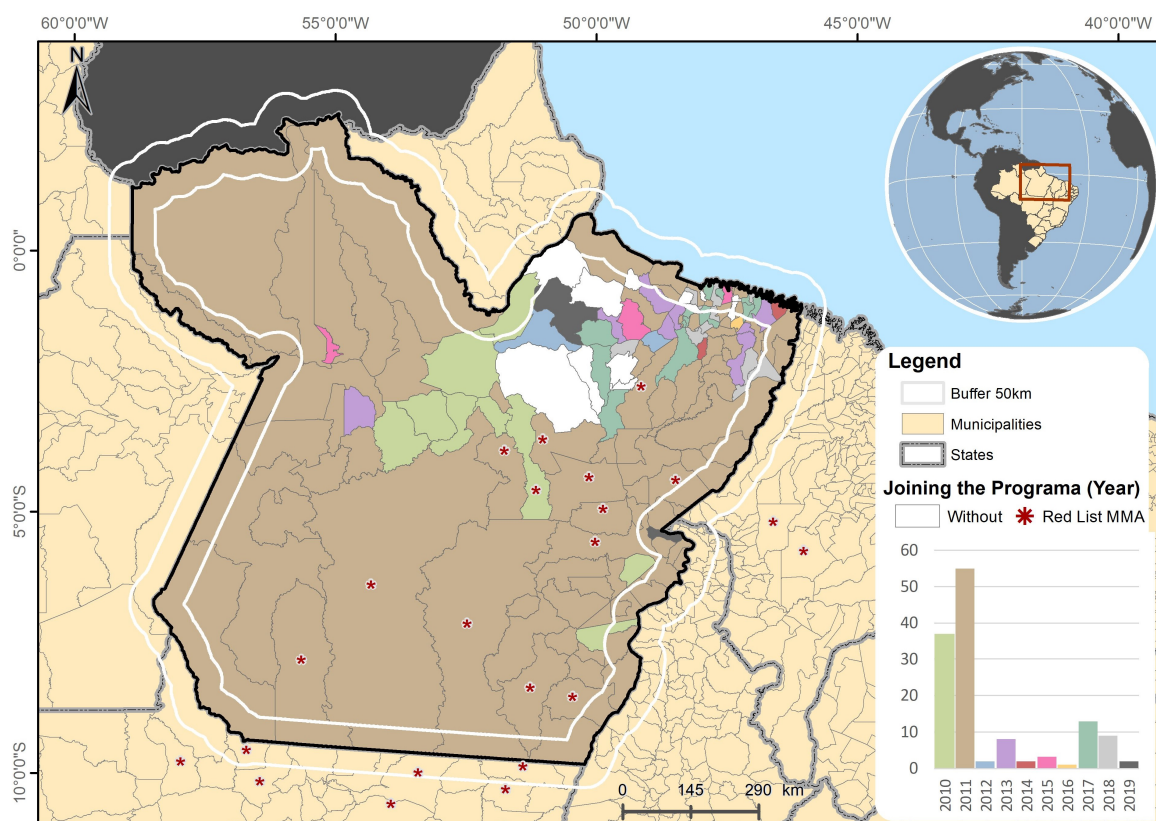 60°0'0"W 55°0'0"W 50°0'0"W 45°0'0"W 40°0'0"W
N
0°0'0"
5°0'0"S
10°0'0"S
Legend
Buffer 50km
Municipalities
States
Joining the Programa (Year)
Without Red List MMA
60
50
40
30
20
10
0
2010 2011 2012 2013 2014 2015 2016 2017 2018 2019
0 145 290 km